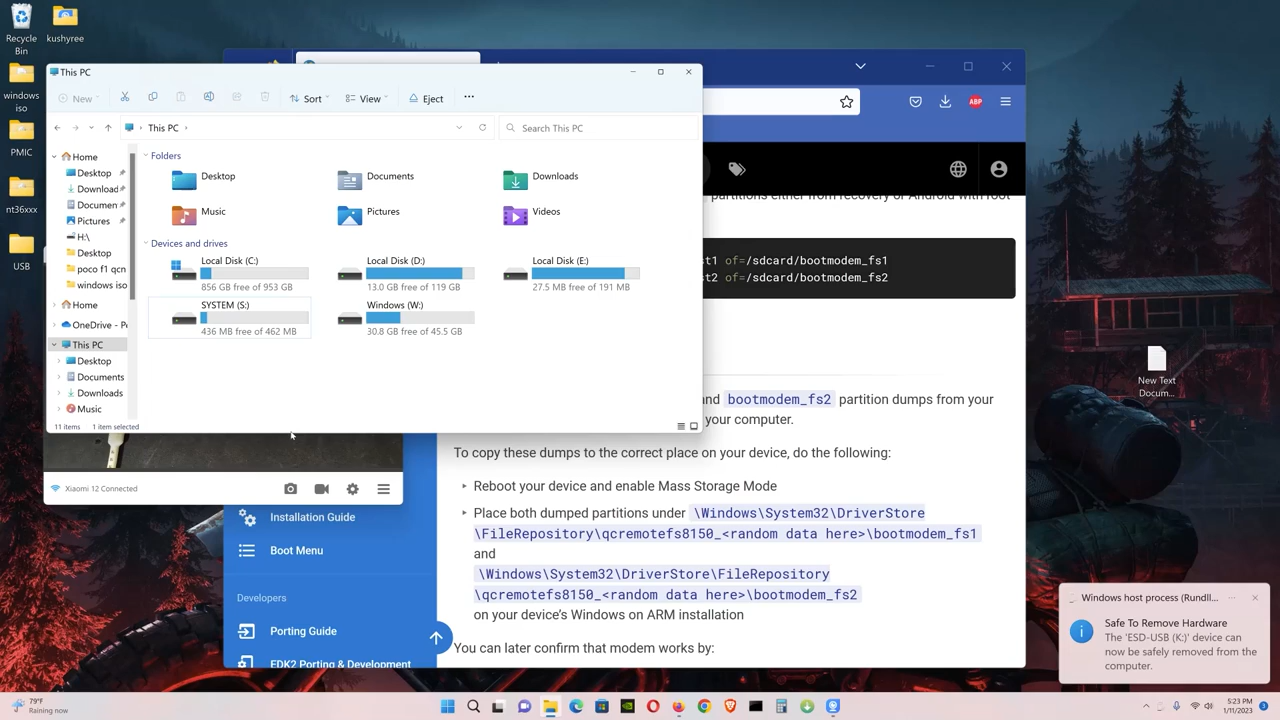 Recycle
Bin
kushyree
windows
iso
PMIC
nt36xxx
USB
This PC
New
Sort
View
Eject
This PC
Search This PC
Home
Desktop
Download
Documen
Pictures
H:\
Desktop
poco f1 qcn
windows iso
Home
OneDrive - Pe
This PC
Desktop
Documents
Downloads
Music
Folders
Desktop
Documents
Downloads
Music
Pictures
Videos
Devices and drives
Local Disk (C:)
856 GB free of 953 GB
Local Disk (D:)
13.0 GB free of 119 GB
Local Disk (E:)
27.5 MB free of 191 MB
SYSTEM (S:)
436 MB free of 462 MB
Windows (W:)
30.8 GB free of 45.5 GB
11 items
1 item selected
Xiaomi 12 Connected
ABP
partitions either from recovery or Android with root
st1 of=/sdcard/bootmodem_fs1
st2 of=/sdcard/bootmodem_fs2
and bootmodem_fs2 partition dumps from your
your computer.
To copy these dumps to the correct place on your device, do the following:
Reboot your device and enable Mass Storage Mode
Place both dumped partitions under \Windows\System32\DriverStore
\FileRepository\qcremotefs8150_<random data here>\bootmodem_fs1
and
\Windows\System32\DriverStore\FileRepository
\qcremotefs8150_<random data here>\bootmodem_fs2
on your device's Windows on ARM installation
You can later confirm that modem works by:
Installation Guide
Boot Menu
Developers
Porting Guide
EDK2 Porting & Development
New Text
Docum...
Windows host process (Rundll...
Safe To Remove Hardware
The 'ESD-USB (K:)' device can
now be safely removed from the
computer.
79°F
Raining now
5:23 PM
1/11/2023